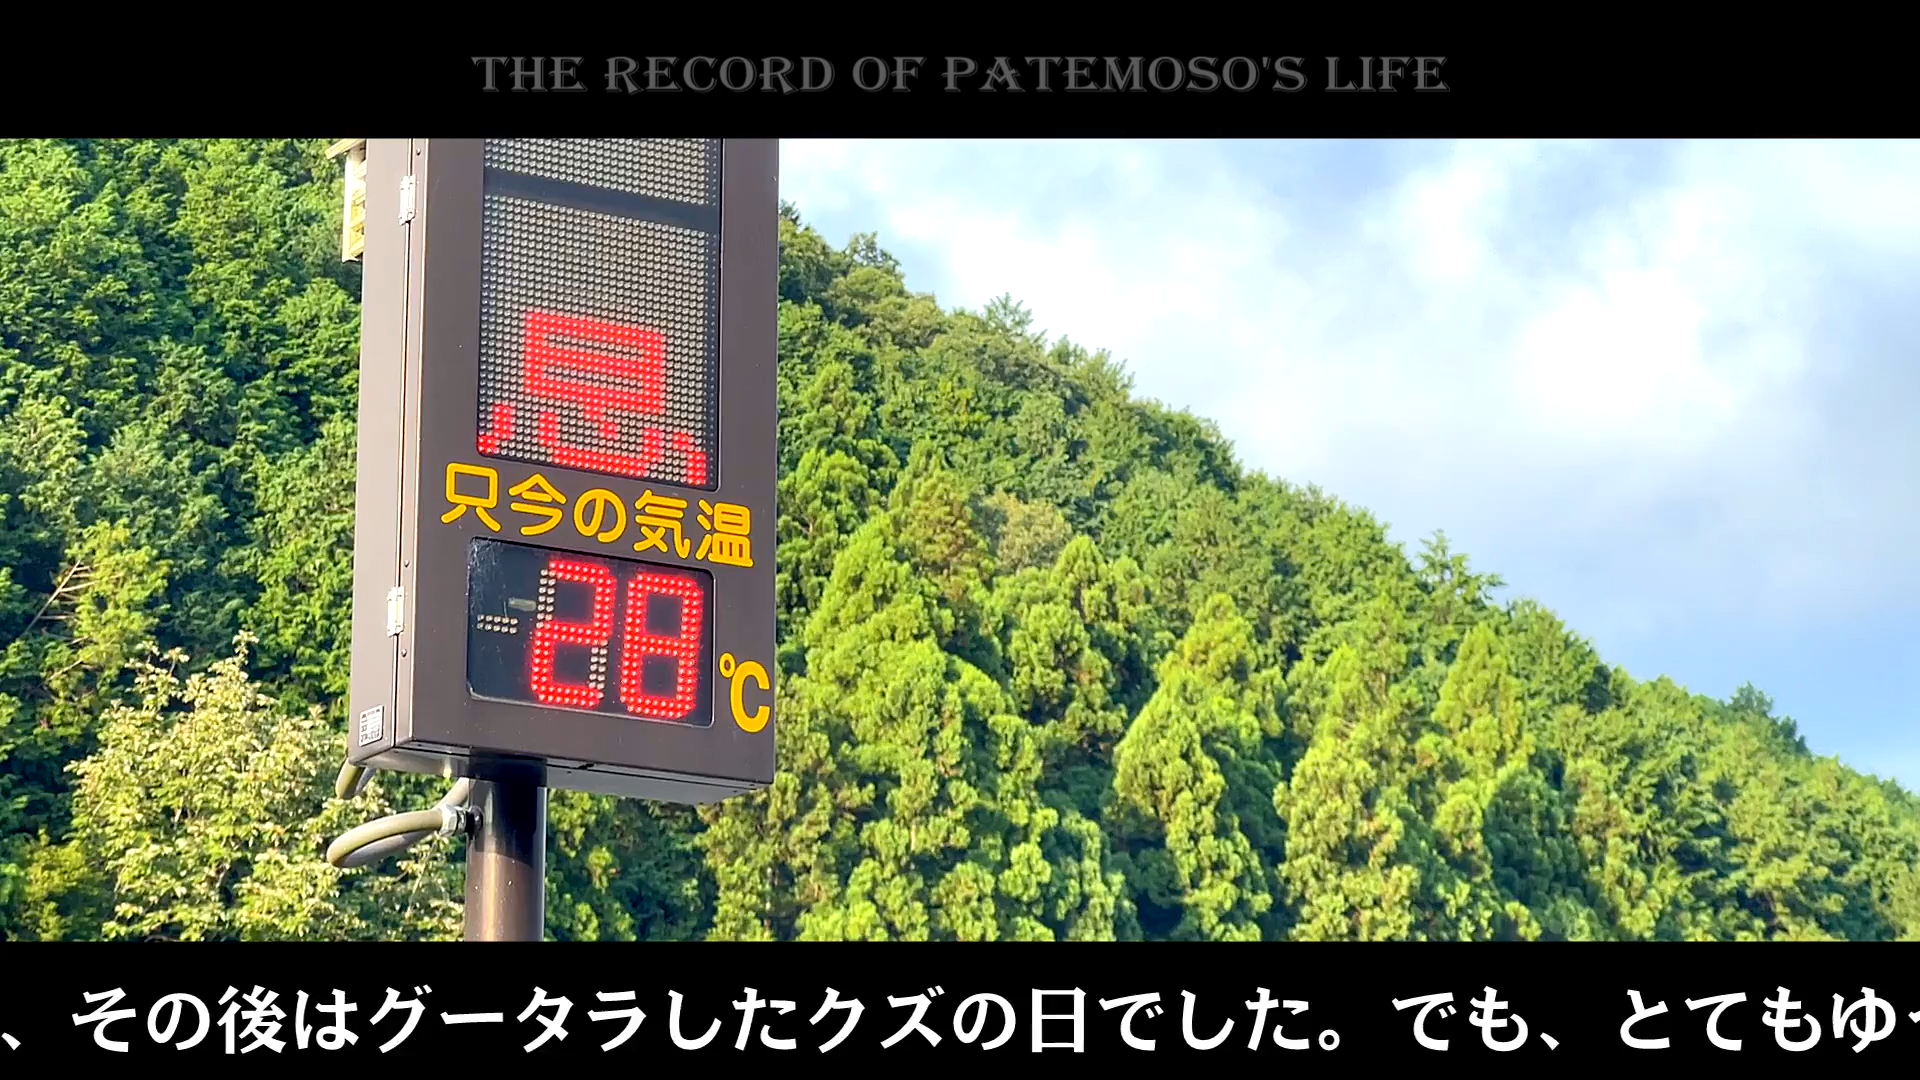 THE RECORD OF PATEMOSO'S LIFE
只今の気温
28
℃
、その後はグータラしたクズの日でした。でも、とてもゆ